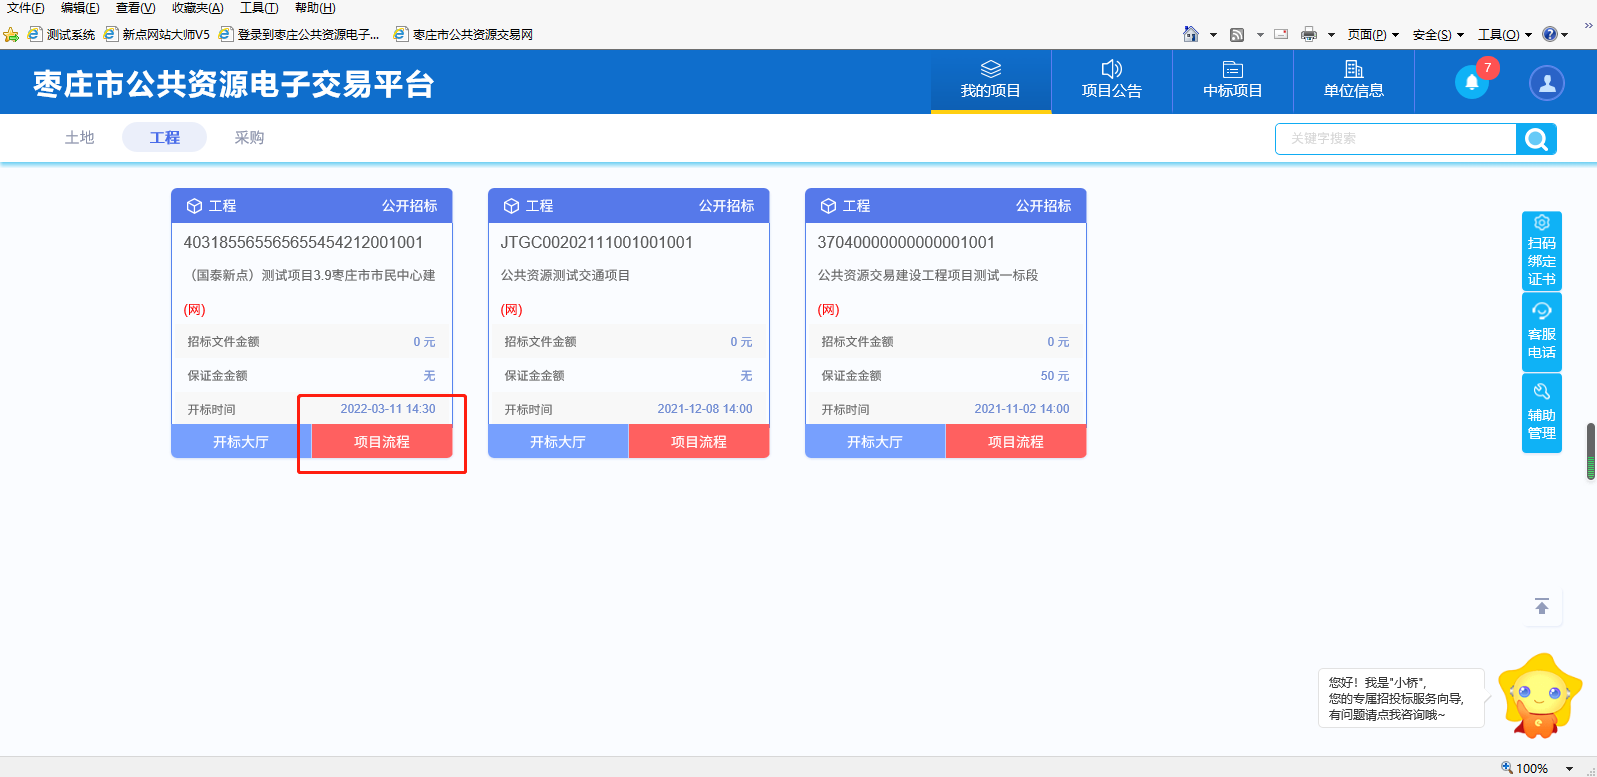 文件(F) 编辑(E) 查看(V) 收藏夹(A) 工具(T) 帮助(H)
测试系统 新点网站大师V5 登录到枣庄公共资源电子... 枣庄市公共资源交易网 页面(P) 安全(S) 工具(O)
枣庄市公共资源电子交易平台
我的项目 项目公告 中标项目 单位信息 7
土地 工程 采购 关键字搜索
工程 公开招标
403185565565655454212001001
（国泰新点）测试项目3.9枣庄市市民中心建
(网)
招标文件金额 0 元
保证金金额 无
开标时间 2022-03-11 14:30
开标大厅 项目流程
工程 公开招标
JTGC00202111001001001
公共资源测试交通项目
(网)
招标文件金额 0 元
保证金金额 无
开标时间 2021-12-08 14:00
开标大厅 项目流程
工程 公开招标
37040000000000001001
公共资源交易建设工程项目测试一标段
(网)
招标文件金额 0 元
保证金金额 50 元
开标时间 2021-11-02 14:00
开标大厅 项目流程
扫码
绑定
证书
客服
电话
辅助
管理
您好！我是"小桥",
您的专属招投标服务向导,
有问题请点我咨询哦~
100%